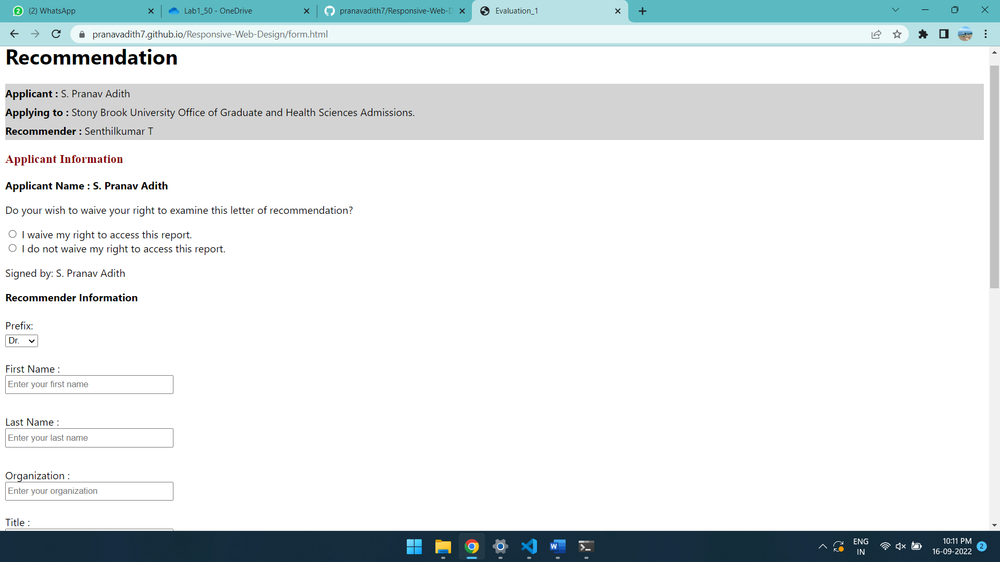 (2) WhatsApp
Lab1_50 - OneDrive
pranavadith7/Responsive-Web-D
Evaluation_1
pranavadith7.github.io/Responsive-Web-Design/form.html
Recommendation
Applicant : S. Pranav Adith
Applying to : Stony Brook University Office of Graduate and Health Sciences Admissions.
Recommender : Senthilkumar T
Applicant Information
Applicant Name : S. Pranav Adith
Do your wish to waive your right to examine this letter of recommendation?
I waive my right to access this report.
I do not waive my right to access this report.
Signed by: S. Pranav Adith
Recommender Information
Prefix:
Dr.
First Name :
Enter your first name
Last Name :
Enter your last name
Organization :
Enter your organization
Title :
ENG
IN
10:11 PM
16-09-2022
2